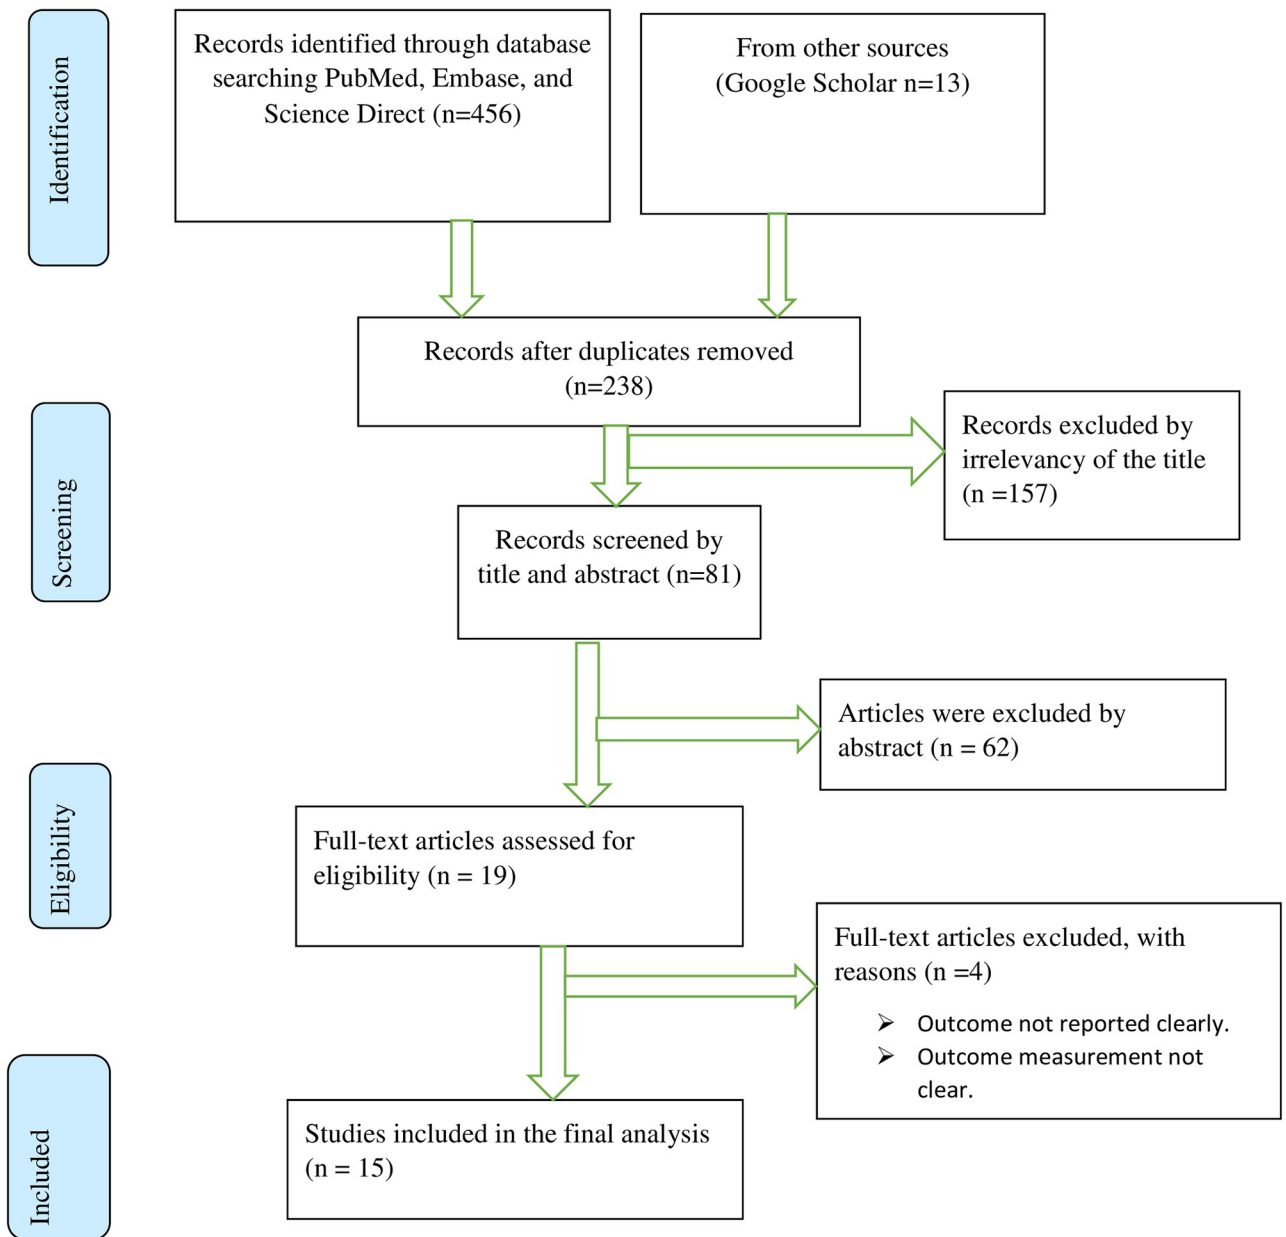 Identification
Records identified through database
searching PubMed, Embase, and
Science Direct (n=456)
From other sources
(Google Scholar n=13)
Records after duplicates removed
(n=238)
Screening
Records excluded by
irrelevancy of the title
(n =157)
Records screened by
title and abstract (n=81)
Articles were excluded by
abstract (n = 62)
Eligibility
Full-text articles assessed for
eligibility (n = 19)
Full-text articles excluded, with
reasons (n =4)
➢ Outcome not reported clearly.
➢ Outcome measurement not
clear.
Included
Studies included in the final analysis
(n = 15)